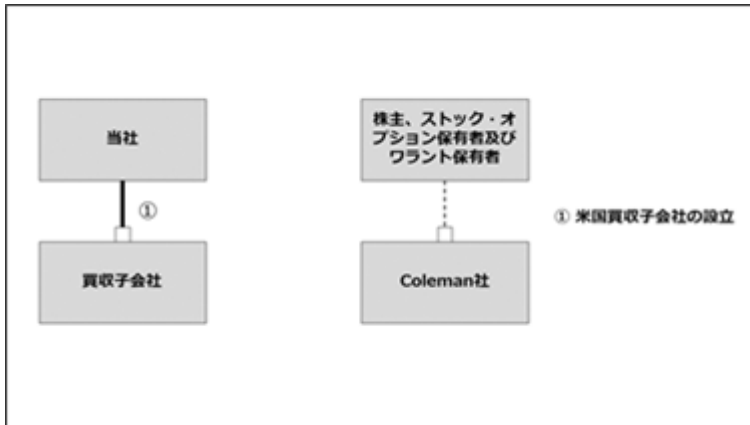 当社
株主、ストック・オ
プション保有者及び
ワラント保有者
①
① 米国買収子会社の設立
買収子会社
Coleman社